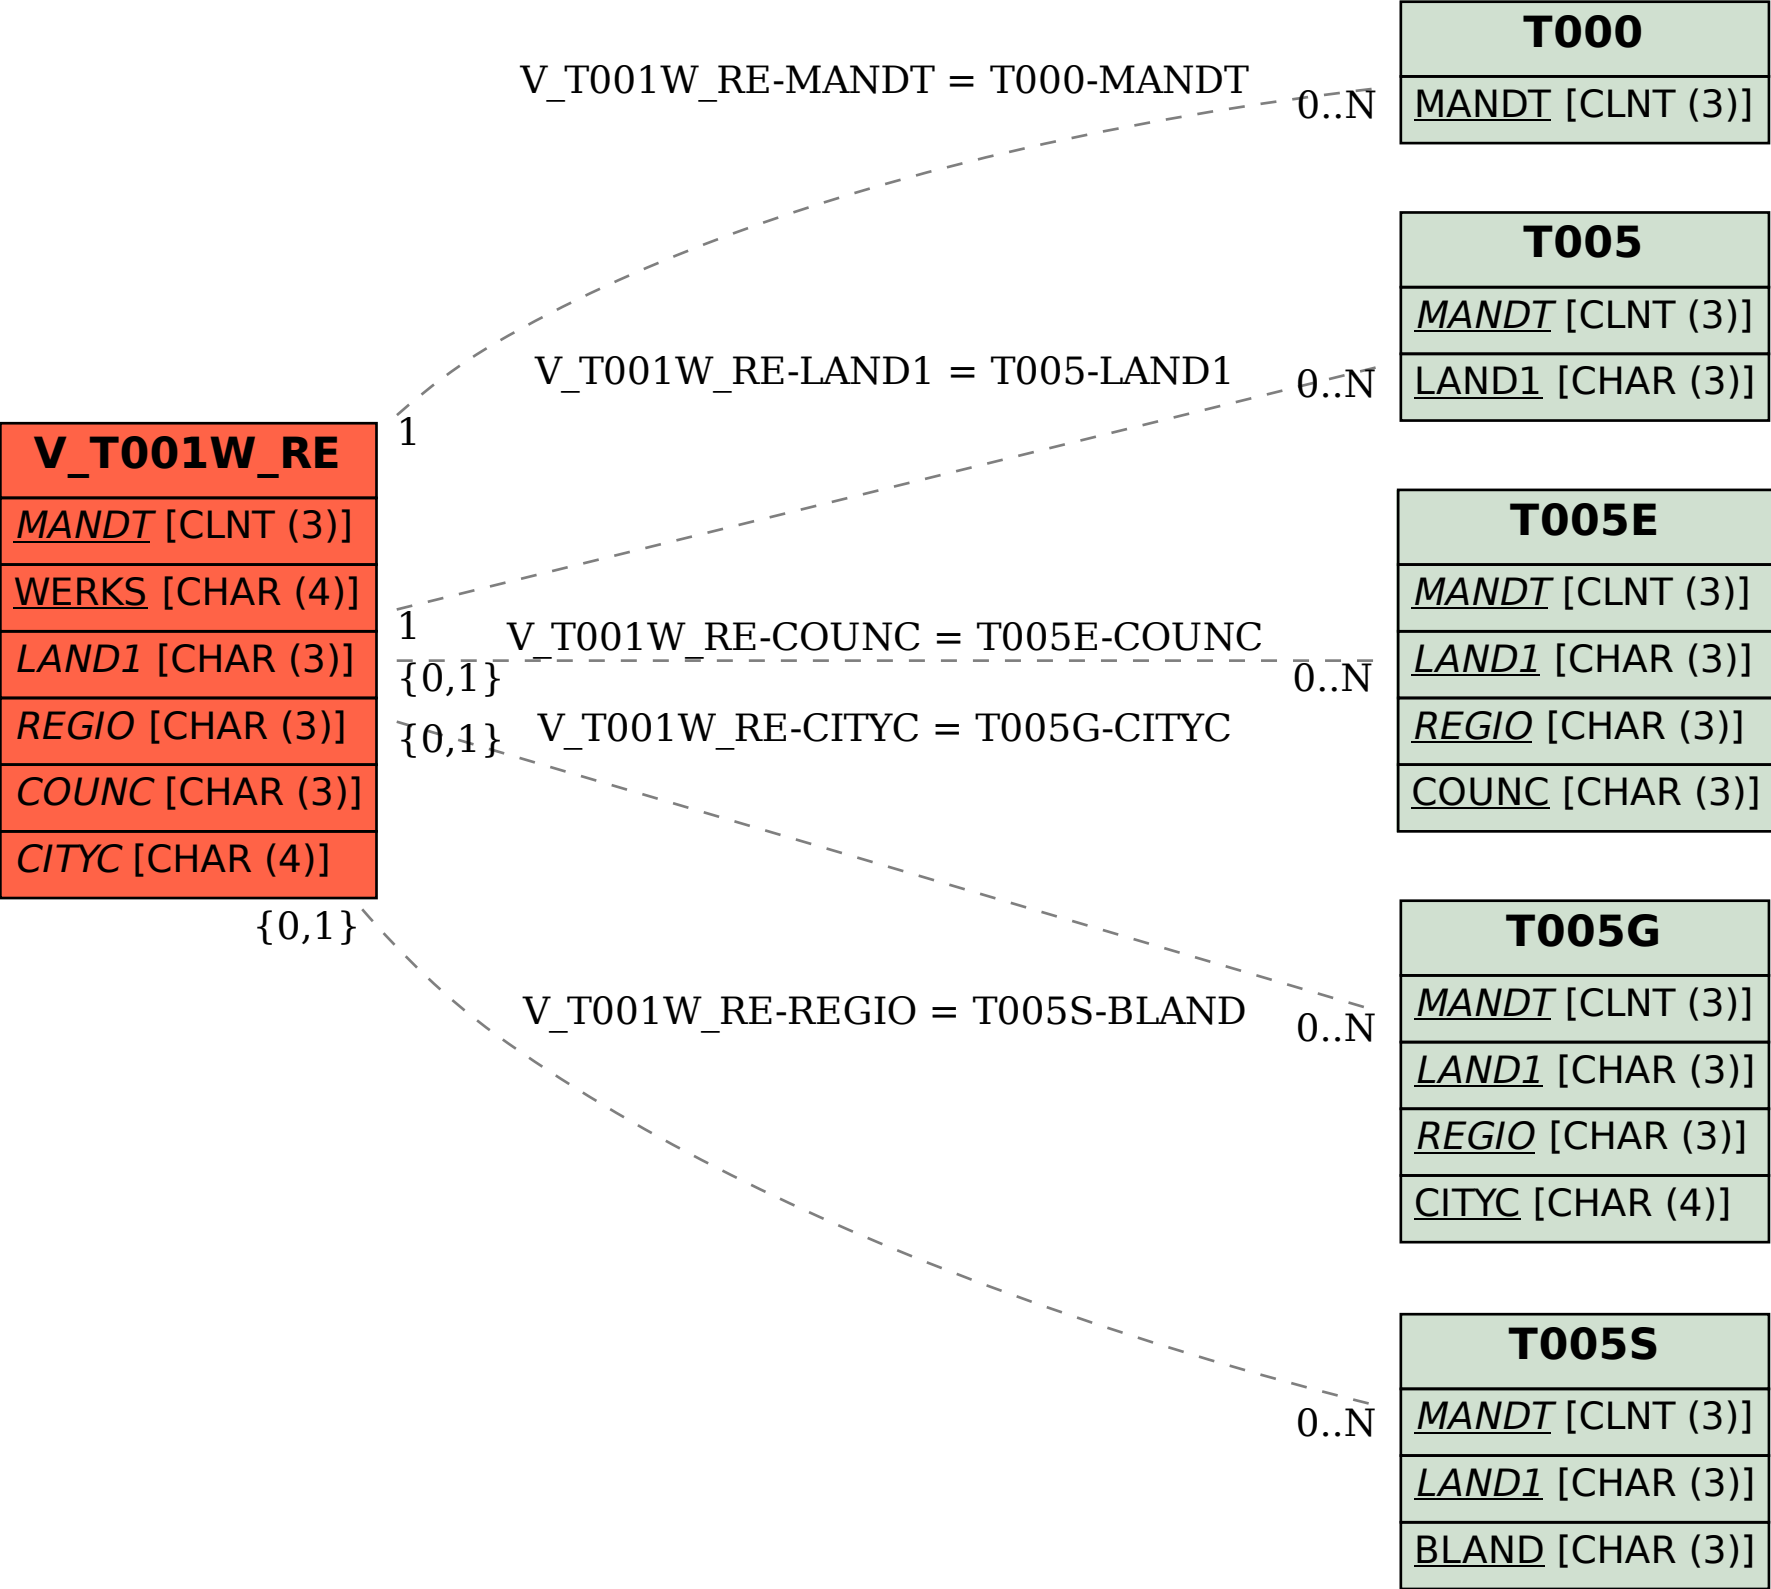 V_T001W_RE
MANDT [CLNT (3)]
WERKS [CHAR (4)]
LAND1 [CHAR (3)]
REGIO [CHAR (3)]
COUNC [CHAR (3)]
CITYC [CHAR (4)]
V_T001W_RE-MANDT = T000-MANDT
1
0..N
V_T001W_RE-LAND1 = T005-LAND1
1
0..N
V_T001W_RE-COUNC = T005E-COUNC
{0,1}
0..N
V_T001W_RE-CITYC = T005G-CITYC
{0,1}
0..N
V_T001W_RE-REGIO = T005S-BLAND
{0,1}
0..N
T000
MANDT [CLNT (3)]
T005
MANDT [CLNT (3)]
LAND1 [CHAR (3)]
T005E
MANDT [CLNT (3)]
LAND1 [CHAR (3)]
REGIO [CHAR (3)]
COUNC [CHAR (3)]
T005G
MANDT [CLNT (3)]
LAND1 [CHAR (3)]
REGIO [CHAR (3)]
CITYC [CHAR (4)]
T005S
MANDT [CLNT (3)]
LAND1 [CHAR (3)]
BLAND [CHAR (3)]